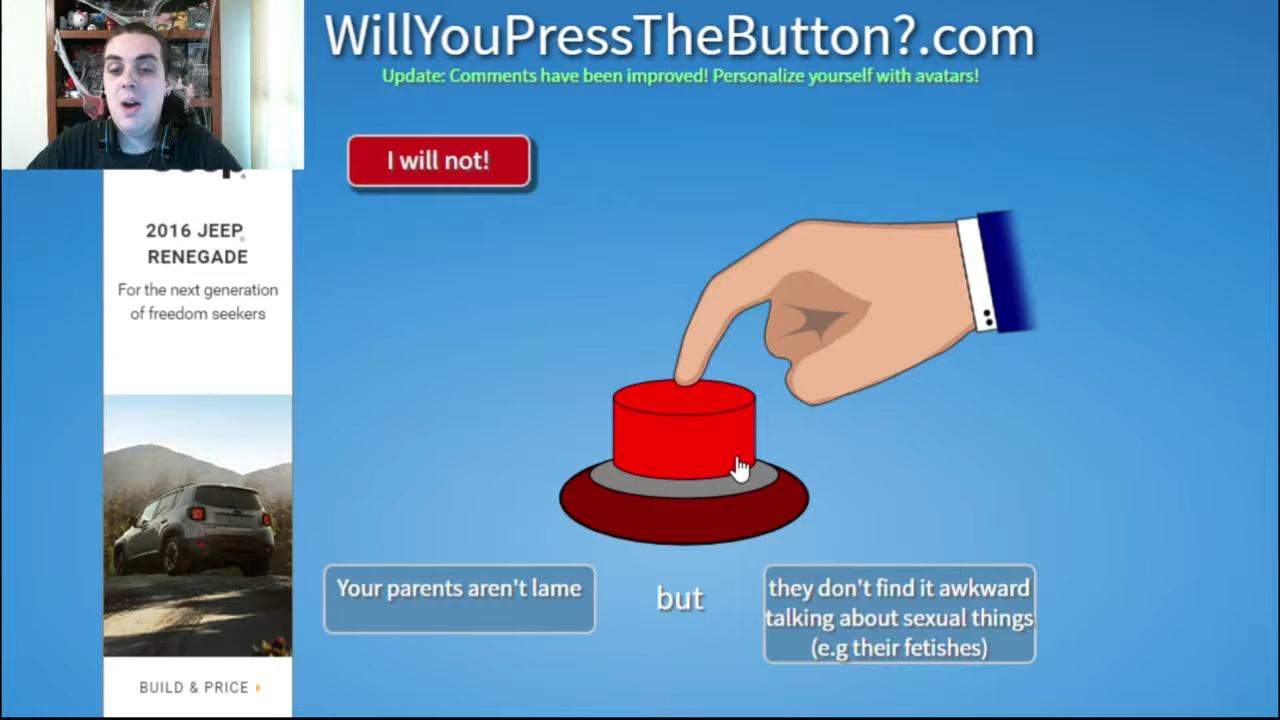 WillYouPressTheButton?.com
Update: Comments have been improved! Personalize yourself with avatars!
I will not!
2016 JEEP
RENEGADE
For the next generation
of freedom seekers
BUILD & PRICE
Your parents aren't lame
but
they don't find it awkward
talking about sexual things
(e.g their fetishes)